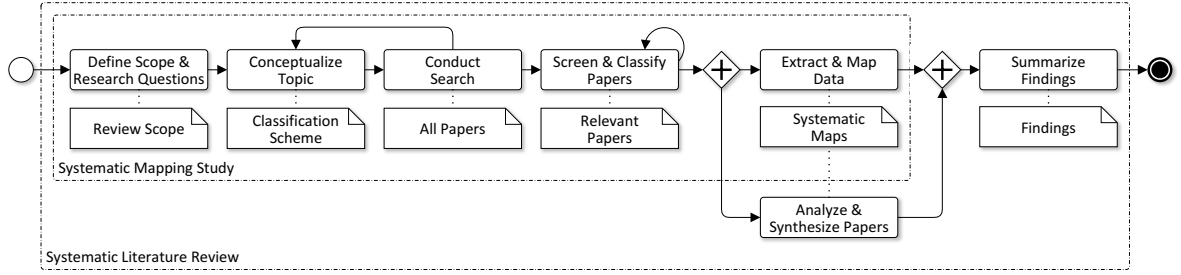 Define Scope &
Research Questions
Conceptualize
Topic
Conduct
Search
Screen & Classify
Papers
Extract & Map
Data
Summarize
Findings
Review Scope
Classification
Scheme
All Papers
Relevant
Papers
Systematic
Maps
Findings
Systematic Mapping Study
Analyze &
Synthesize Papers
Systematic Literature Review